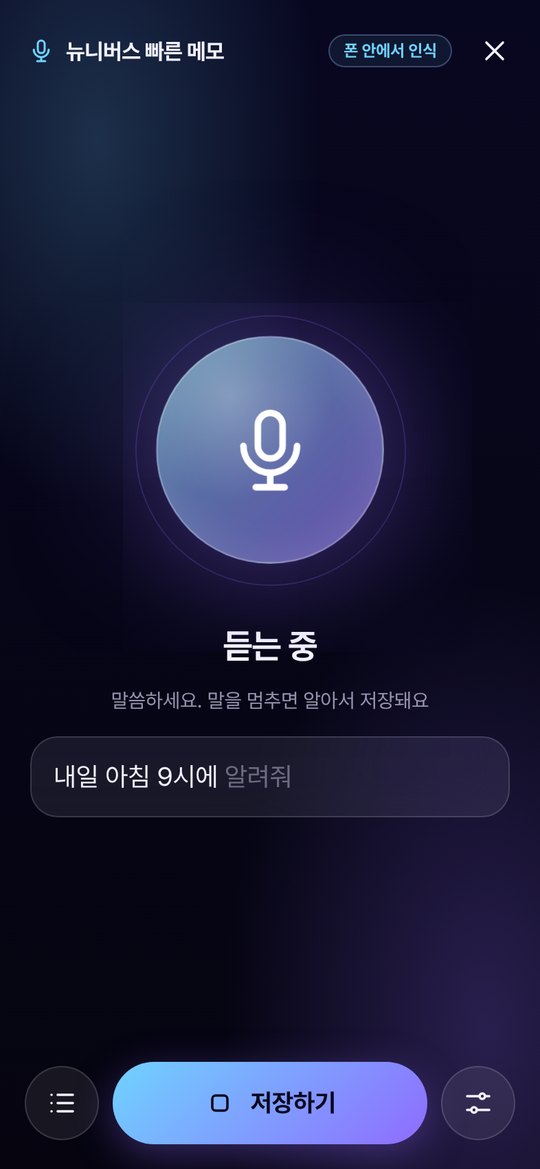 뉴니버스 빠른 메모
폰 안에서 인식
듣는 중
말씀하세요. 말을 멈추면 알아서 저장돼요
내일 아침 9시에 알려줘
저장하기